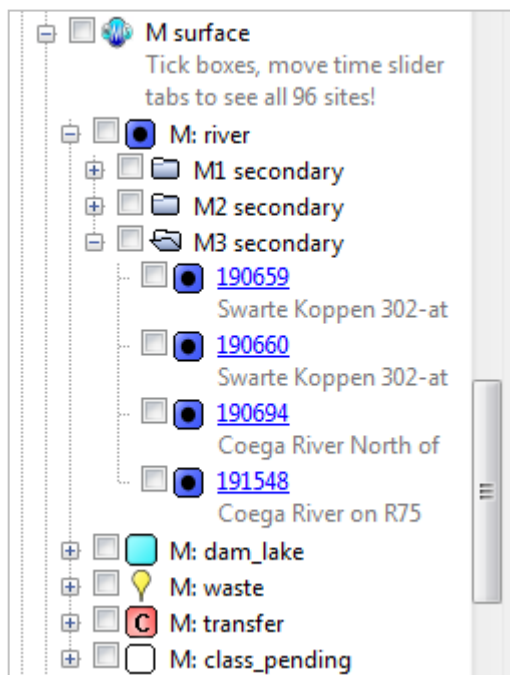 M surface
Tick boxes, move time slider
tabs to see all 96 sites!
M: river
M1 secondary
M2 secondary
M3 secondary
190659
Swarte Koppen 302-at
190660
Swarte Koppen 302-at
190694
Coega River North of
191548
Coega River on R75
M: dam_lake
M: waste
C M: transfer
M: class_pending